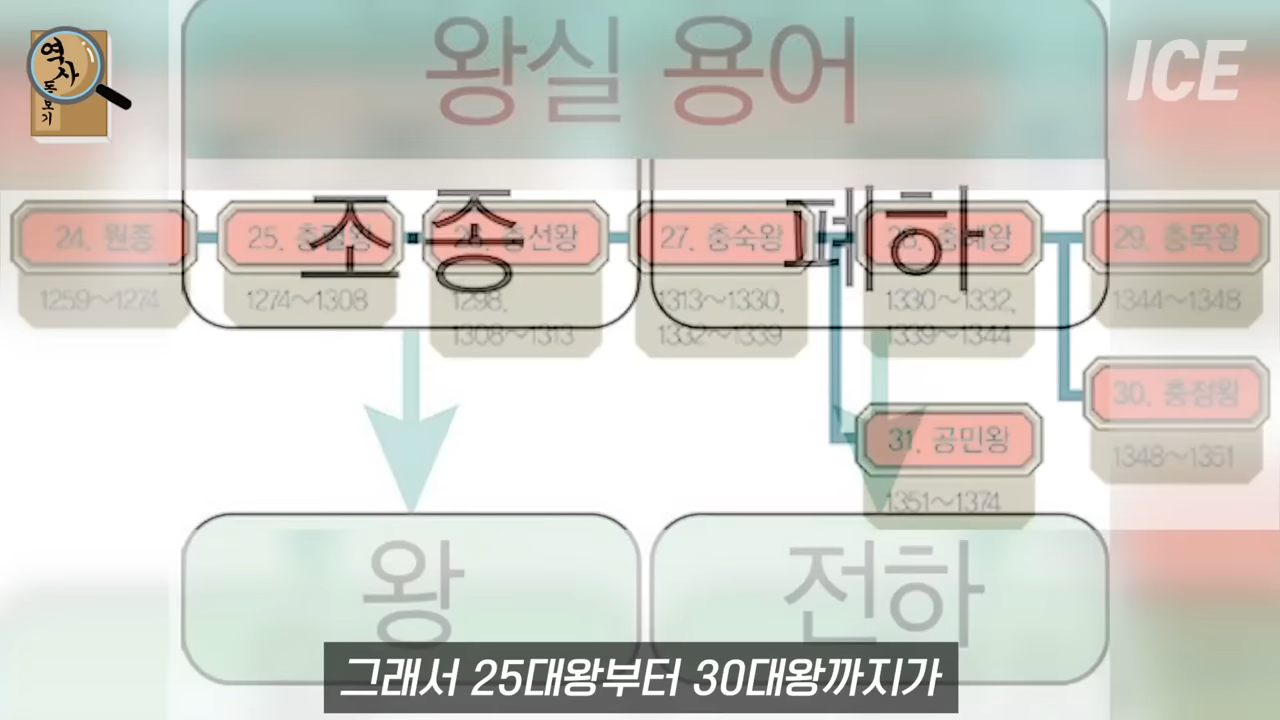 역사
돋보기
ICE
왕실 용어
조종
폐하
24. 원종
25. 충렬왕
26. 충선왕
27. 충숙왕
28. 충혜왕
29. 충목왕
1259~1274
1274~1308
1298,
1308~1313
1313~1330,
1332~1339
1330~1332,
1339~1344
1344~1348
30. 충정왕
1348~1351
31. 공민왕
1351~1374
왕
전하
그래서 25대왕부터 30대왕까지가